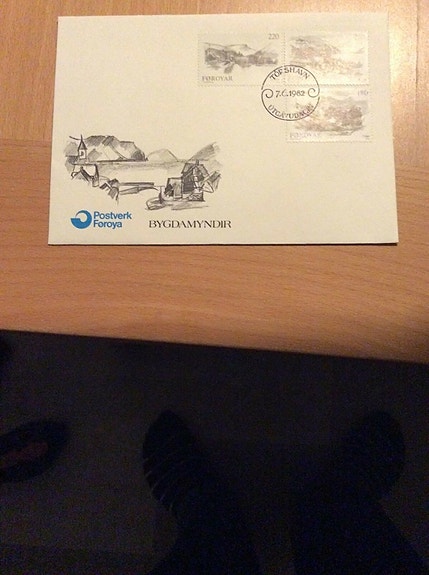 220
FØROYAR
TÓRSHAVN
7.6.1982
ÚTGÁVUDAGUR
180
FØROYAR
Postverk
Føroya
BYGDAMYNDIR